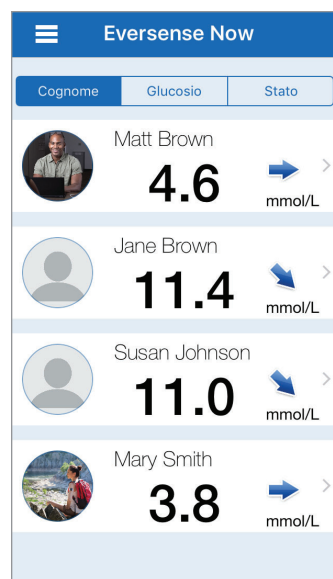 Eversense Now
Cognome Glucosio Stato
Matt Brown
4.6
mmol/L
Jane Brown
11.4
mmol/L
Susan Johnson
11.0
mmol/L
Mary Smith
3.8
mmol/L